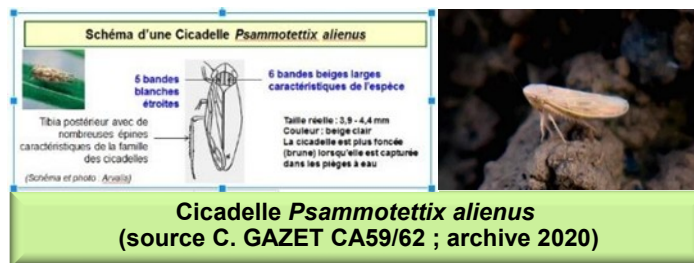 Schéma d'une Cicadelle Psammotettix alienus
5 bandes
blanches
étroites
6 bandes beiges larges
caractéristiques de l'espèce
Tibia postérieur avec de
nombreuses épines
caractéristiques de la famille
des cicadelles
Taille réelle : 3,9 - 4,4 mm
Couleur : beige clair
La cicadelle est plus foncée
(brune) lorsqu'elle est capturée
dans les pièges à eau
(Schéma et photo : Arvalis)
Cicadelle Psammotettix alienus
(source C. GAZET CA59/62 ; archive 2020)